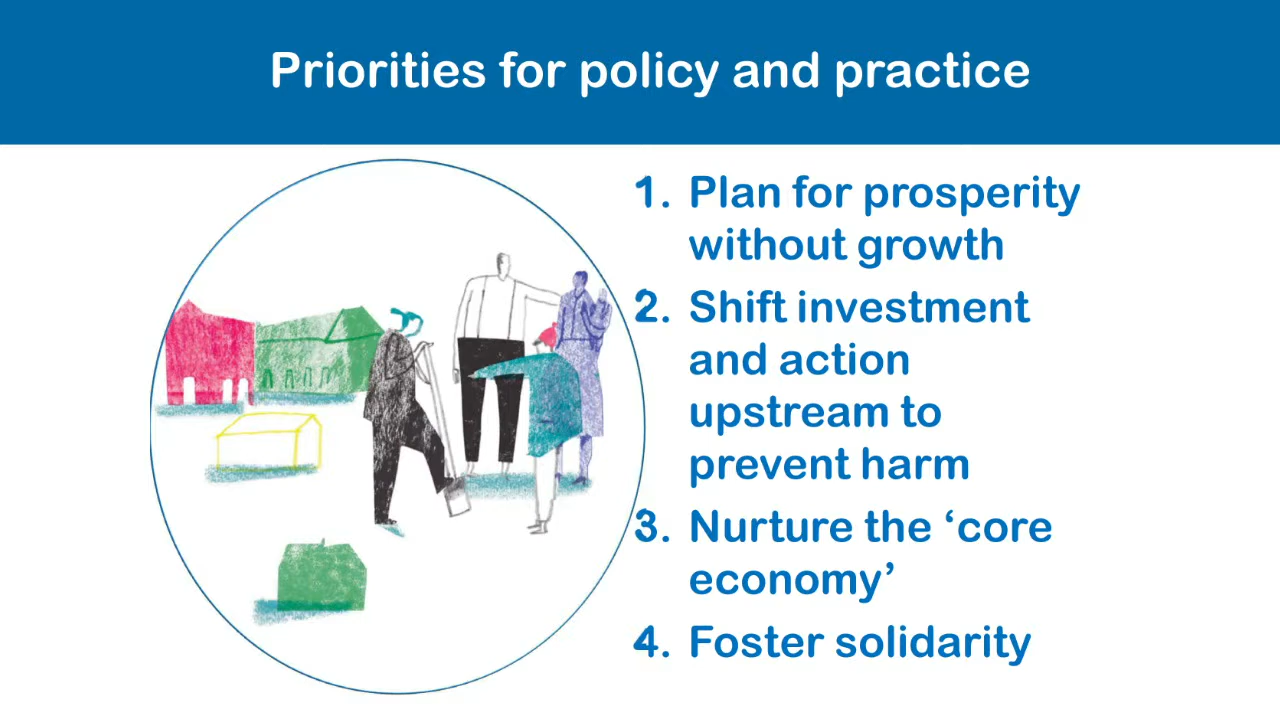 Priorities for policy and practice
1. Plan for prosperity
without growth
2. Shift investment
and action
upstream to
prevent harm
3. Nurture the ‘core
economy’
4. Foster solidarity